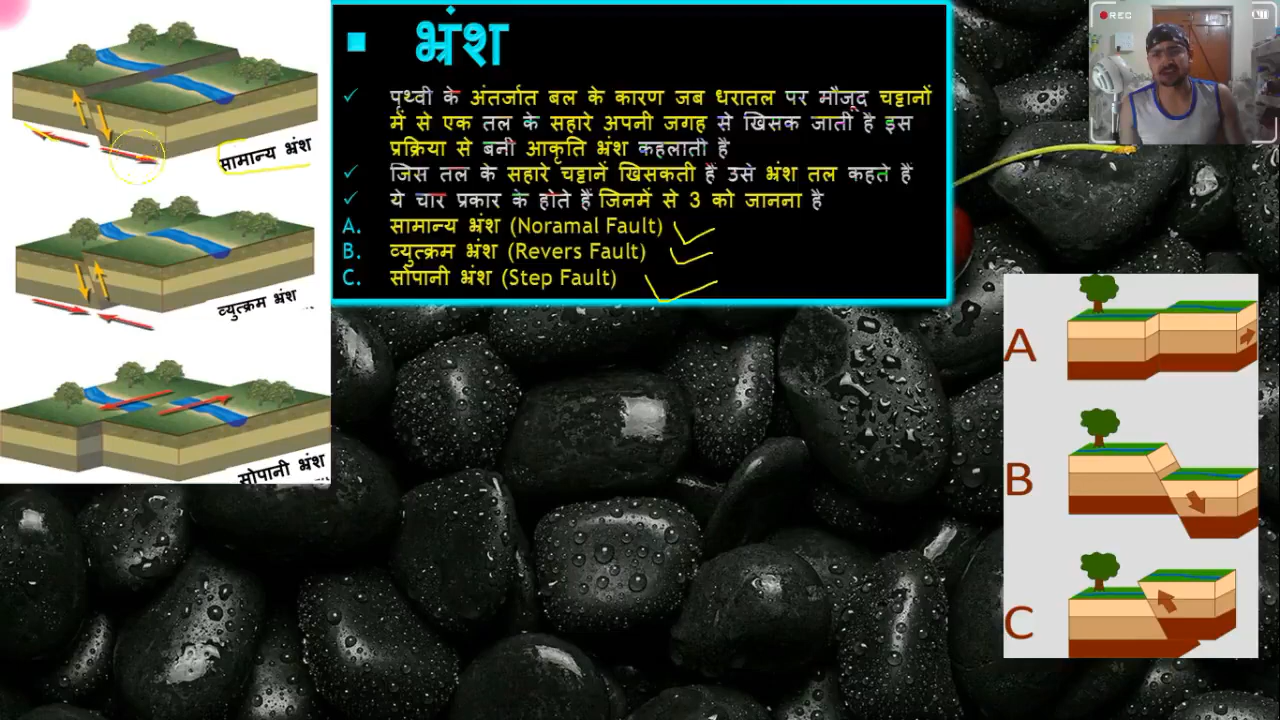 भ्रंश
पृथ्वी के अंतर्जात बल के कारण जब धरातल पर मौजूद चट्टानों
में से एक तल के सहारे अपनी जगह से खिसक जाती है इस
प्रक्रिया से बनी आकृति भ्रंश कहलाती है
जिस तल के सहारे चट्टानें खिसकती हैं उसे भ्रंश तल कहते हैं
ये चार प्रकार के होते हैं जिनमें से 3 को जानना है
A. सामान्य भ्रंश (Noramal Fault)
B. व्युत्क्रम भ्रंश (Revers Fault)
C. सोपानी भ्रंश (Step Fault)
सामान्य भ्रंश
व्युत्क्रम भ्रंश
सोपानी भ्रंश
REC
A
B
C